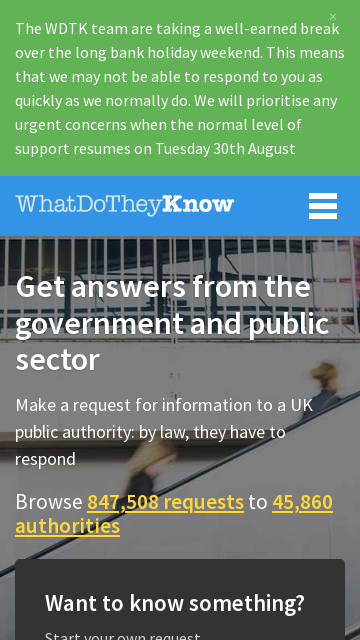 The WDTK team are taking a well-earned break
×
over the long bank holiday weekend. This means
that we may not be able to respond to you as
quickly as we normally do. We will prioritise any
urgent concerns when the normal level of
support resumes on Tuesday 30th August
WhatDoTheyKnow
Get answers from the
government and public
sector
Make a request for information to a UK
public authority: by law, they have to
respond
Browse 847,508 requests to 45,860
authorities
Want to know something?
Start your own request